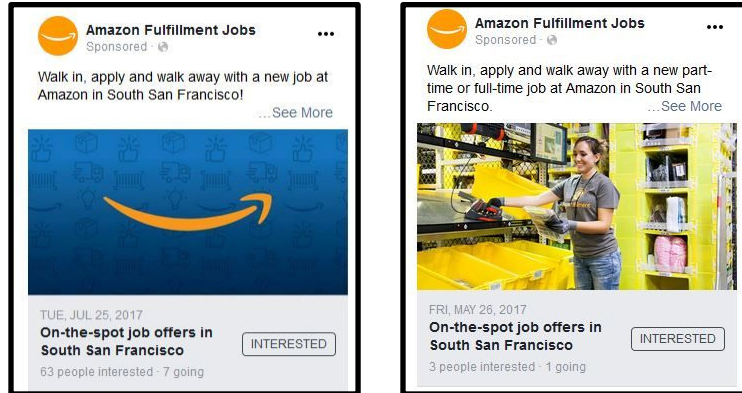 Amazon Fulfillment Jobs
Sponsored ·
Walk in, apply and walk away with a new job at
Amazon in South San Francisco!
...See More
TUE, JUL 25, 2017
On-the-spot job offers in
South San Francisco
INTERESTED
63 people interested · 7 going
Amazon Fulfillment Jobs
Sponsored ·
Walk in, apply and walk away with a new part-
time or full-time job at Amazon in South San
Francisco. ...See More
FRI, MAY 26, 2017
On-the-spot job offers in
South San Francisco
INTERESTED
3 people interested · 1 going